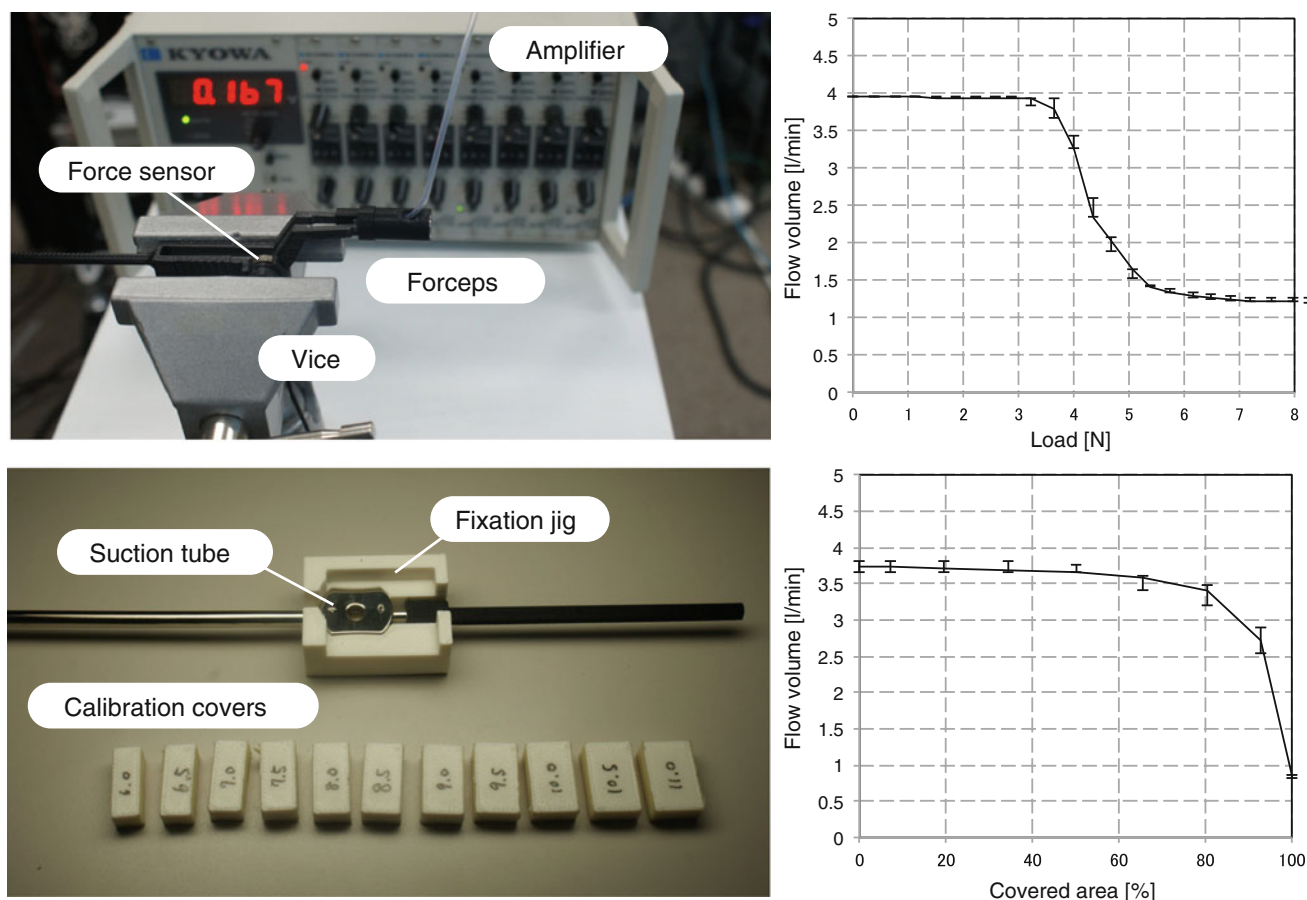 KYOWA
Amplifier
0.167
Force sensor
Forceps
Vice
5
4.5
4
3.5
3
2.5
2
1.5
1
0.5
0
Flow volume [l/min]
0 1 2 3 4 5 6 7 8
Load [N]
Suction tube
Fixation jig
Calibration covers
6.0 6.5 7.0 7.5 8.0 8.5 9.0 9.5 10.0 10.5 11.0
5
4.5
4
3.5
3
2.5
2
1.5
1
0.5
0
Flow volume [l/min]
0 20 40 60 80 100
Covered area [%]